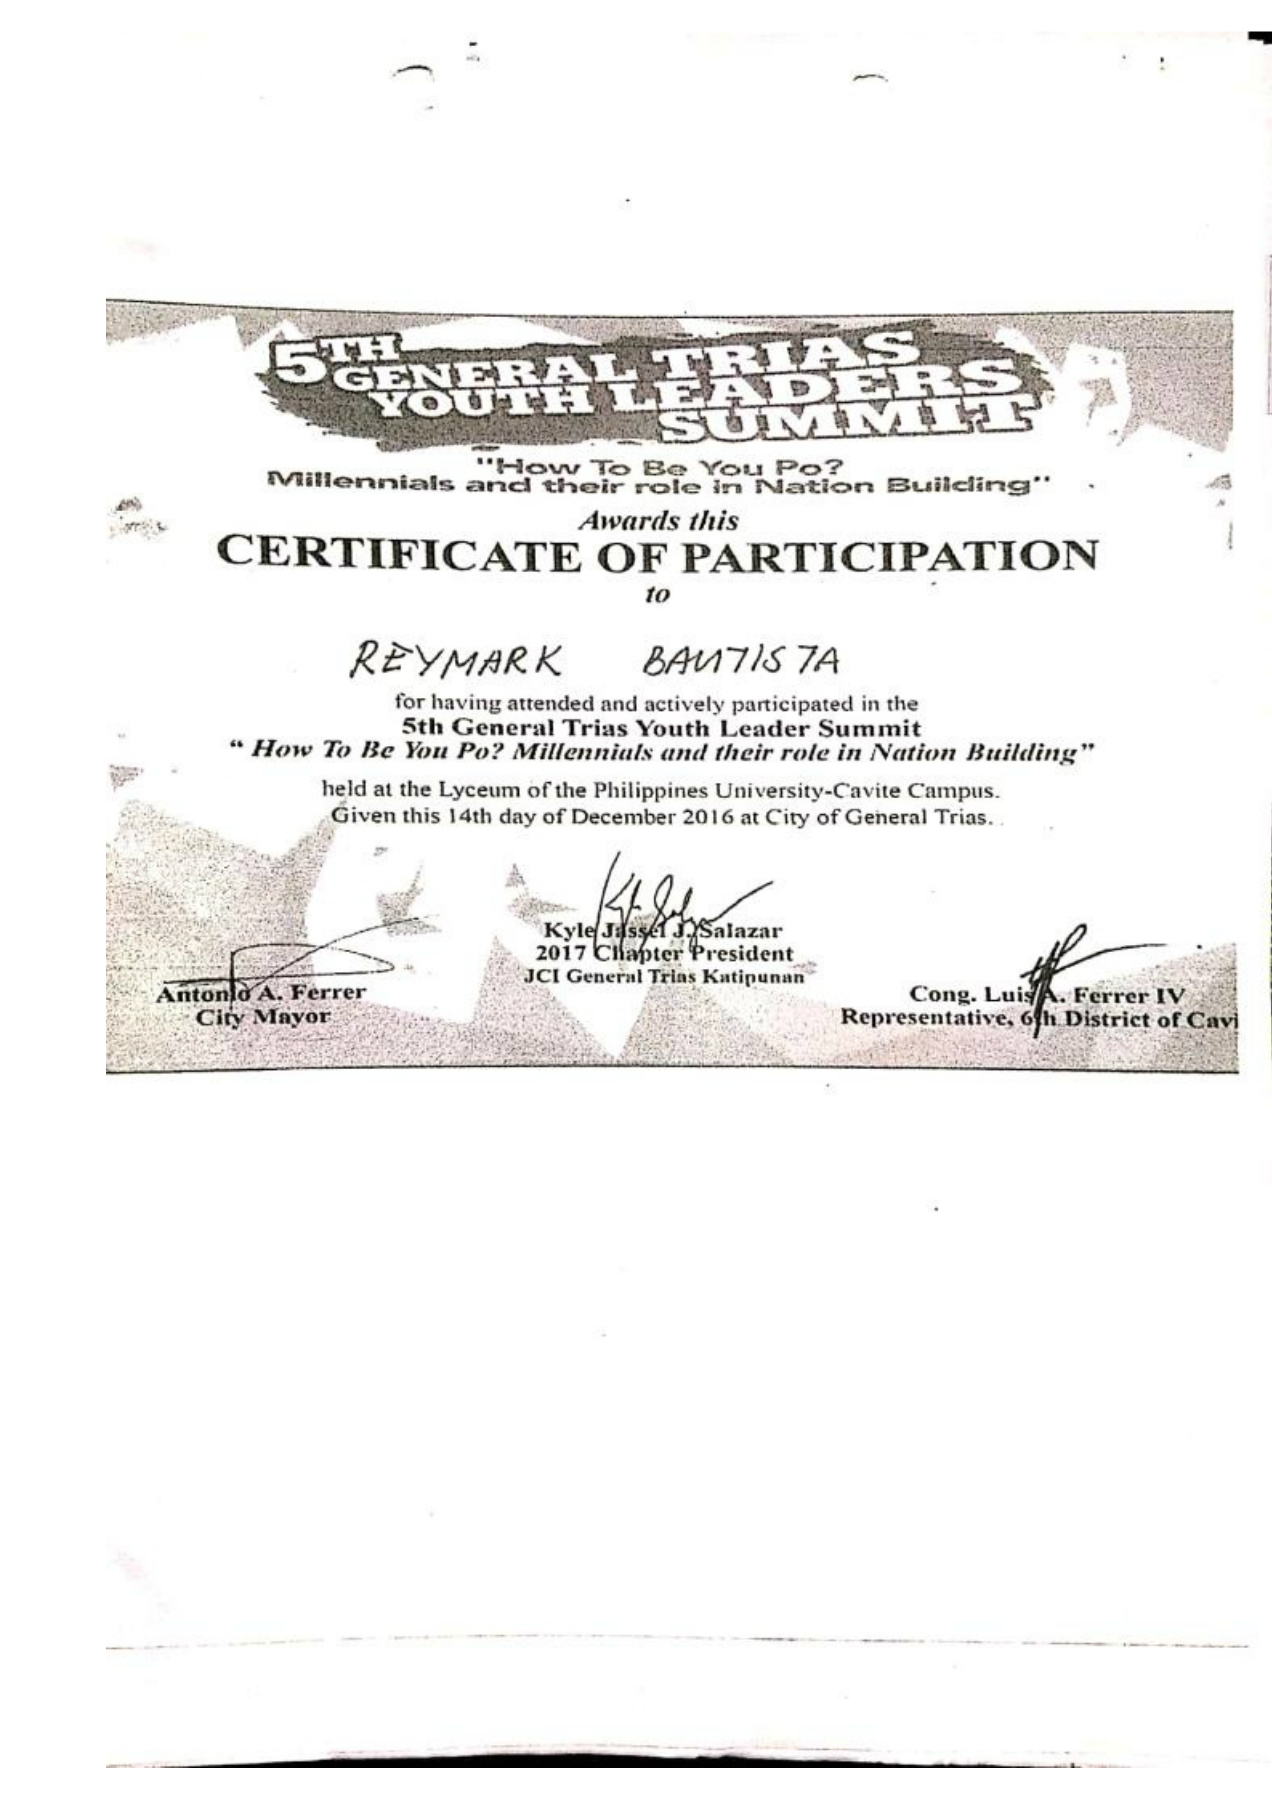 5TH
GENERAL TRIAS
YOUTH LEADERS
SUMMIT
"How To Be You Po?
Millennials and their role in Nation Building"
Awards this
CERTIFICATE OF PARTICIPATION
to
REYMARK BAUTISTA
for having attended and actively participated in the
5th General Trias Youth Leader Summit
“ How To Be You Po? Millennials and their role in Nation Building”
held at the Lyceum of the Philippines University-Cavite Campus.
Given this 14th day of December 2016 at City of General Trias.
Kyle Jassel J. Salazar
2017 Chapter President
JCI General Trias Katipunan
Antonio A. Ferrer
City Mayor
Cong. Luis A. Ferrer IV
Representative, 6th District of Cavi